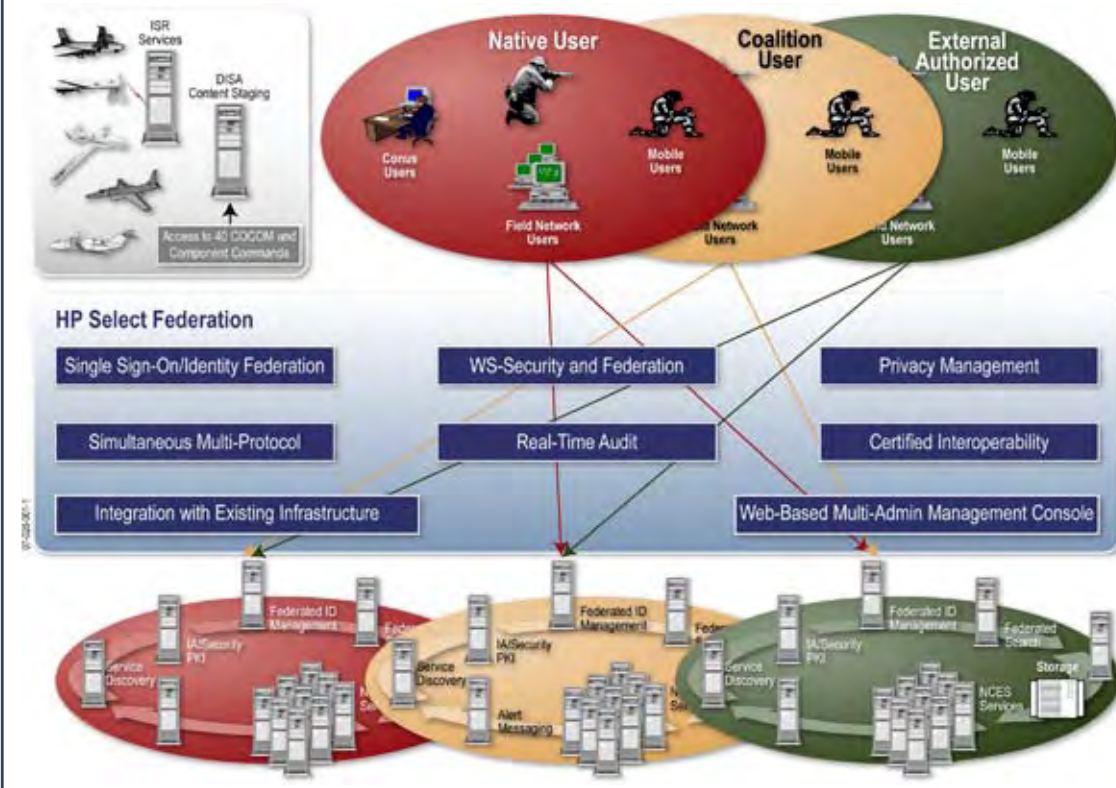 ISR
Services
DISA
Content Staging
Access to 40 COCOM and
Component Commands
Native User
Conus
Users
Field Network
Users
Mobile
Users
Coalition
User
Mobile
Users
Network
Users
External
Authorized
User
Mobile
Users
Network
Users
HP Select Federation
Single Sign-On/Identity Federation
WS-Security and Federation
Privacy Management
Simultaneous Multi-Protocol
Real-Time Audit
Certified Interoperability
Integration with Existing Infrastructure
Web-Based Multi-Admin Management Console
Federated ID
Management
IA/Security
PKI
Service
Discovery
Federated ID
Management
IA/Security
PKI
Service
Discovery
Alert
Messaging
Federated ID
Management
IA/Security
PKI
Service
Discovery
Federated
Search
Storage
NCES
Services